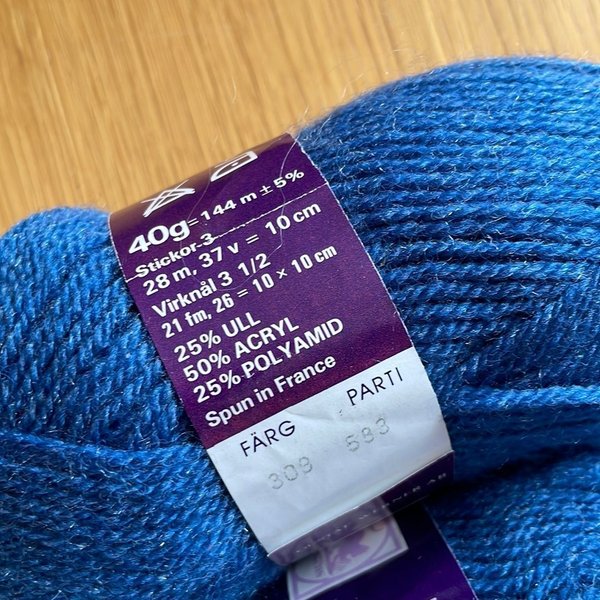 40g = 144 m ± 5%
Stickor 3
28 m, 37 v = 10 cm
Virknål 3 1/2
21 fm, 26 = 10 × 10 cm
25% ULL
50% ACRYL
25% POLYAMID
Spun in France
FÄRG PARTI
309 583